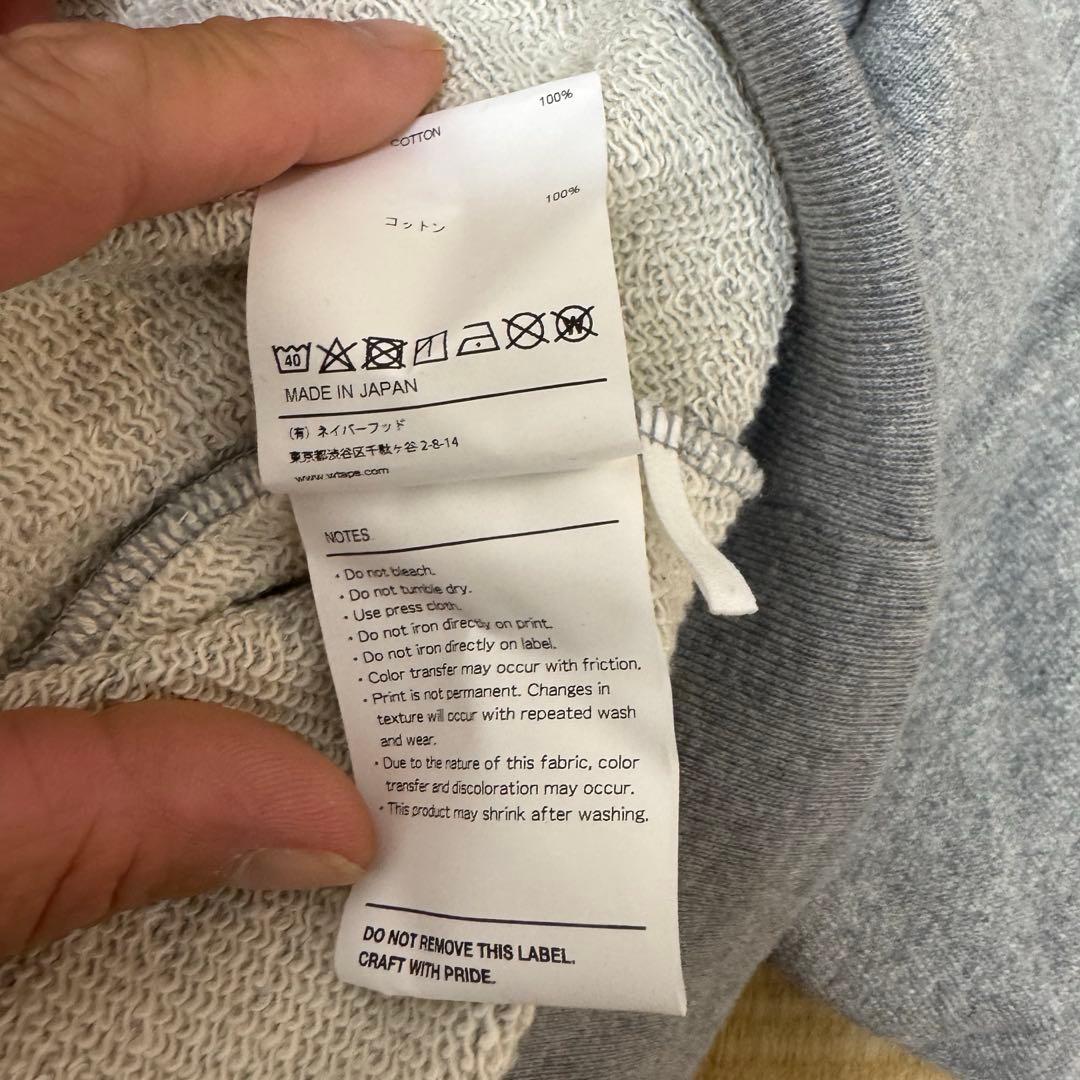 100%
COTTON
100%
コットン
40
W
MADE IN JAPAN
(有) ネイバーフッド
東京都渋谷区千駄ヶ谷 2-8-14
www.wtaps.com
NOTES
・Do not bleach.
・Do not tumble dry.
・Use press cloth.
・Do not iron directly on print.
・Do not iron directly on label.
・Color transfer may occur with friction.
・Print is not permanent. Changes in
texture will occur with repeated wash
and wear.
・Due to the nature of this fabric, color
transfer and discoloration may occur.
・This product may shrink after washing.
DO NOT REMOVE THIS LABEL.
CRAFT WITH PRIDE.